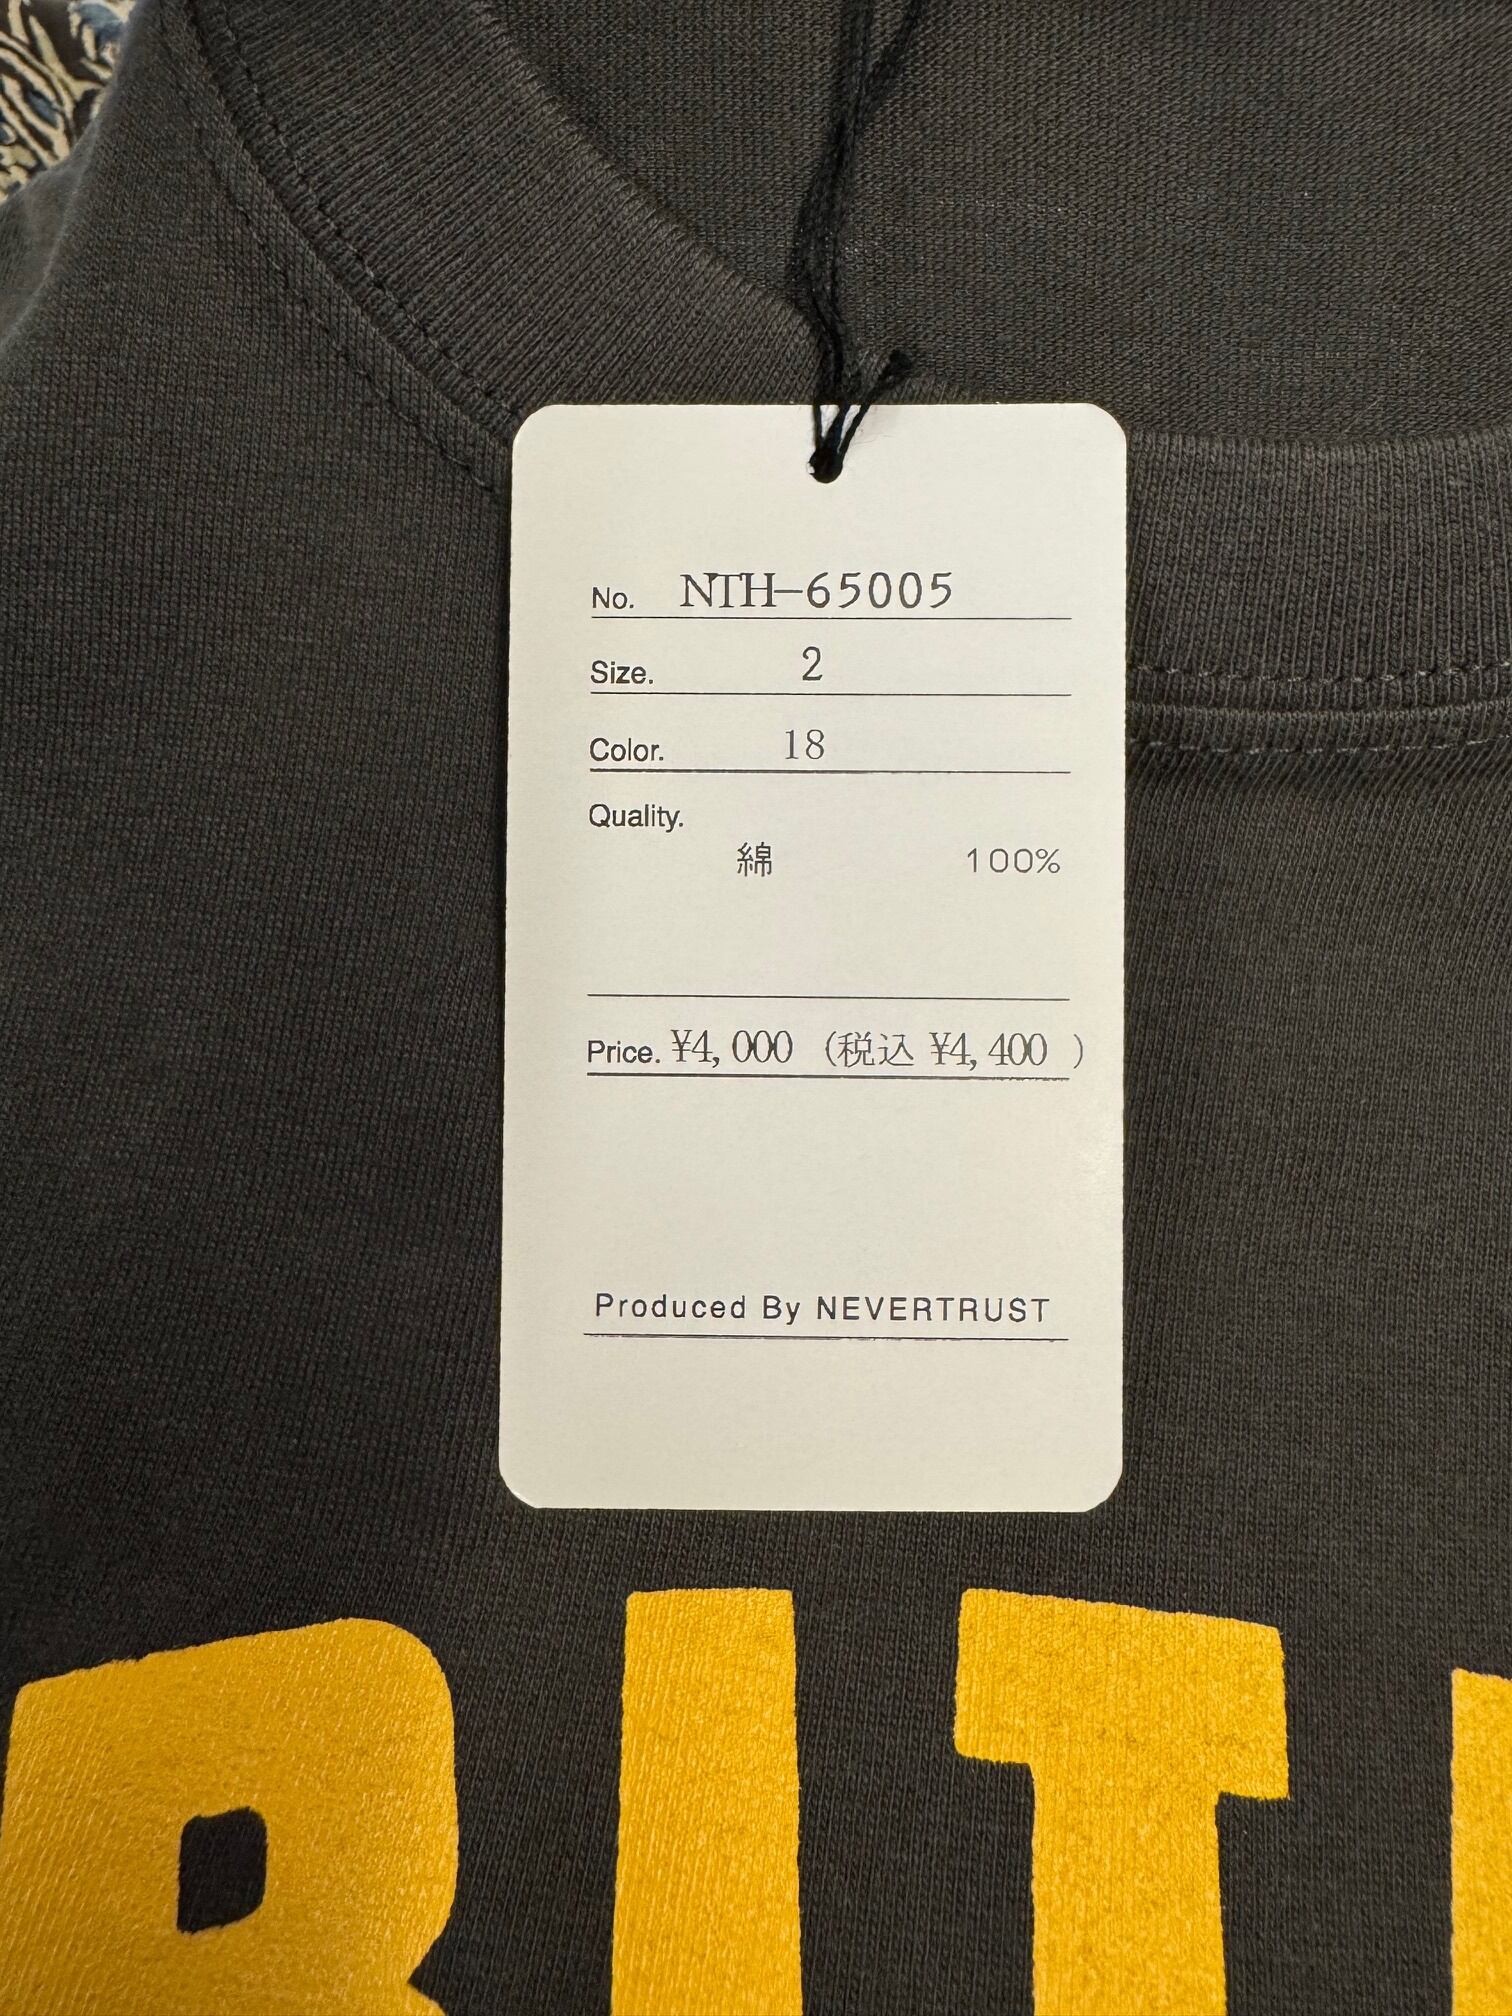 No. NTH-65005
Size. 2
Color. 18
Quality.
綿 100%
Price. ¥4,000 (税込 ¥4,400 )
Produced By NEVERTRUST
RIT